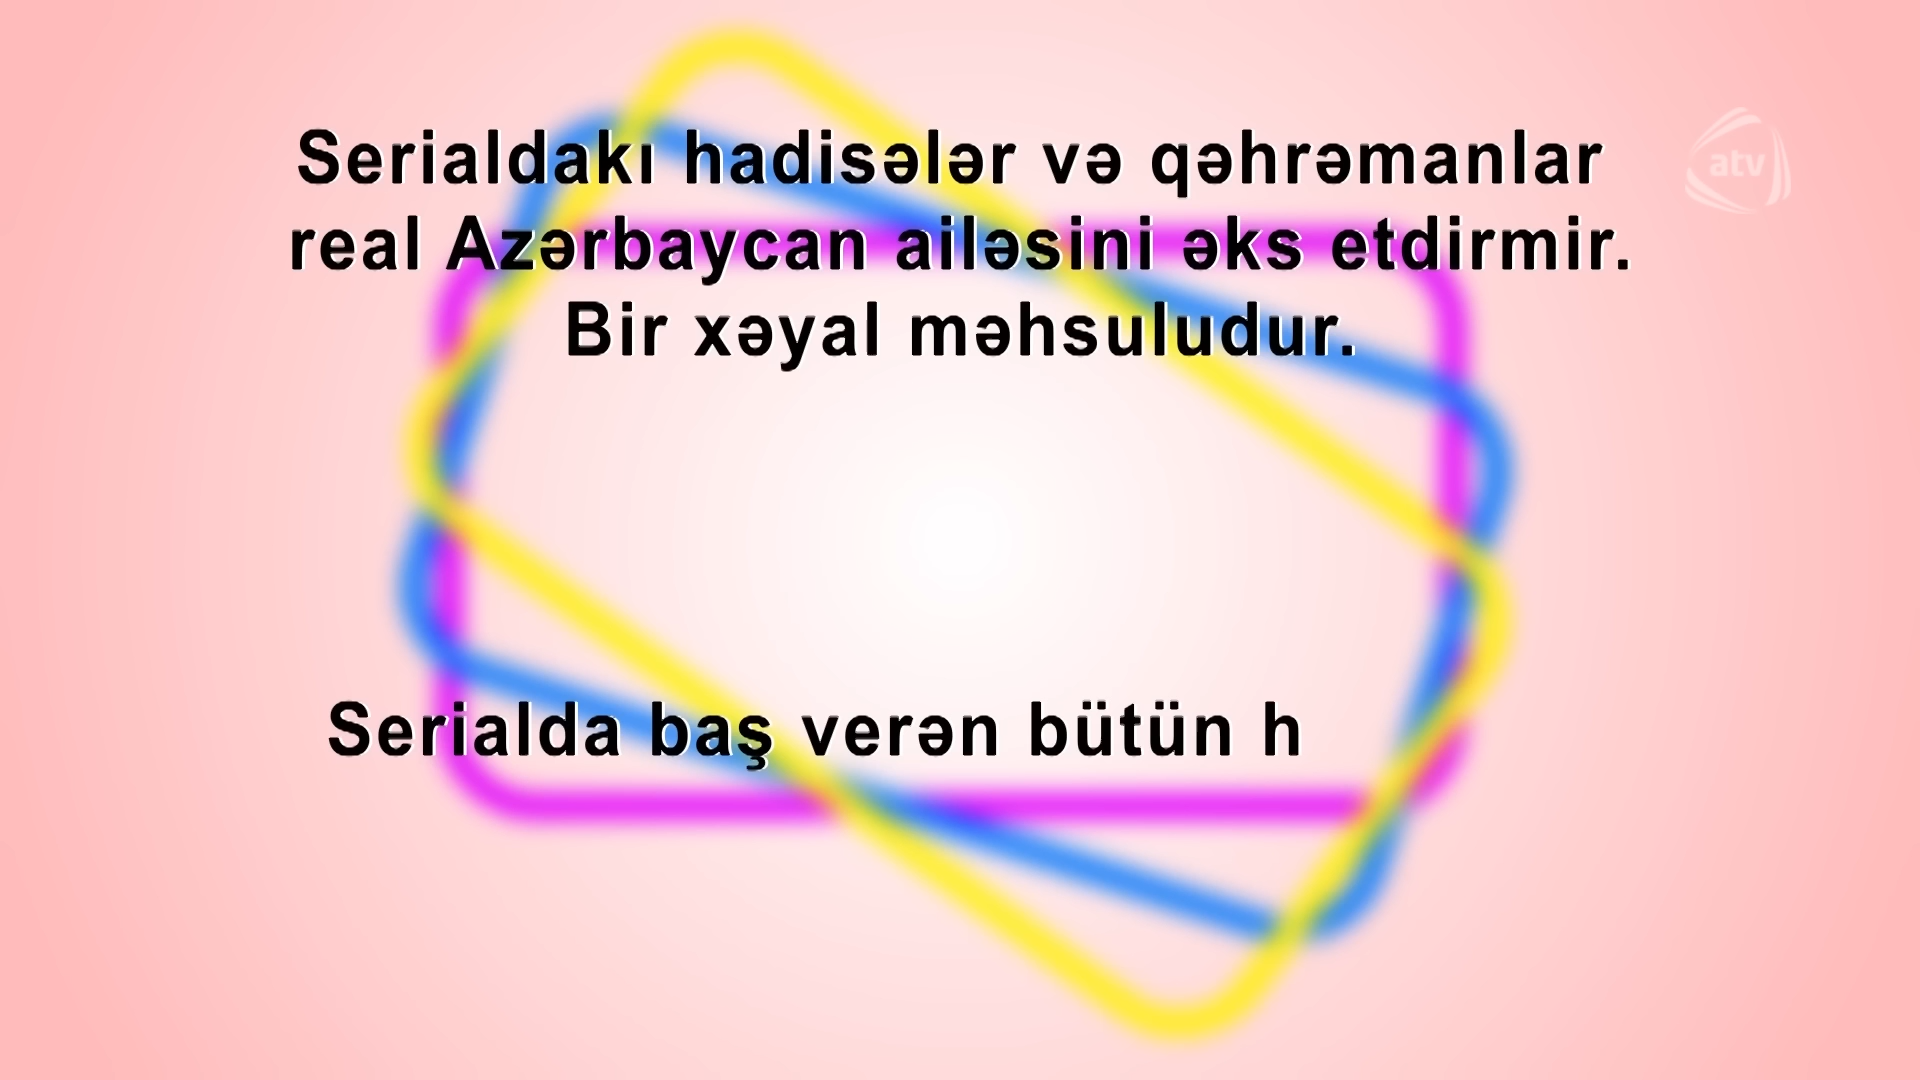 Serialdakı hadisələr və qəhrəmanlar
atv
real Azərbaycan ailəsini əks etdirmir.
Bir xəyal məhsuludur.
Serialda baş verən bütün h